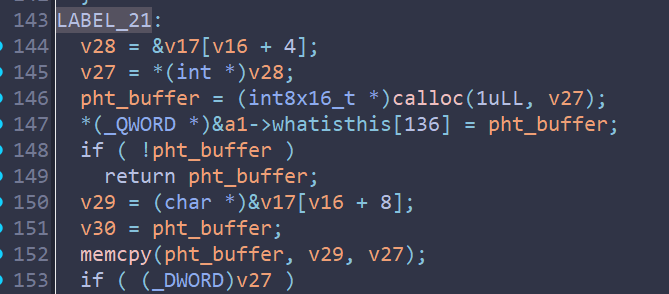 143 LABEL_21:
144 v28 = &v17[v16 + 4];
145 v27 = *(int *)v28;
146 pht_buffer = (int8x16_t *)calloc(1uLL, v27);
147 *(_QWORD *)&a1->whatisthis[136] = pht_buffer;
148 if ( !pht_buffer )
149 return pht_buffer;
150 v29 = (char *)&v17[v16 + 8];
151 v30 = pht_buffer;
152 memcpy(pht_buffer, v29, v27);
153 if ( (_DWORD)v27 )